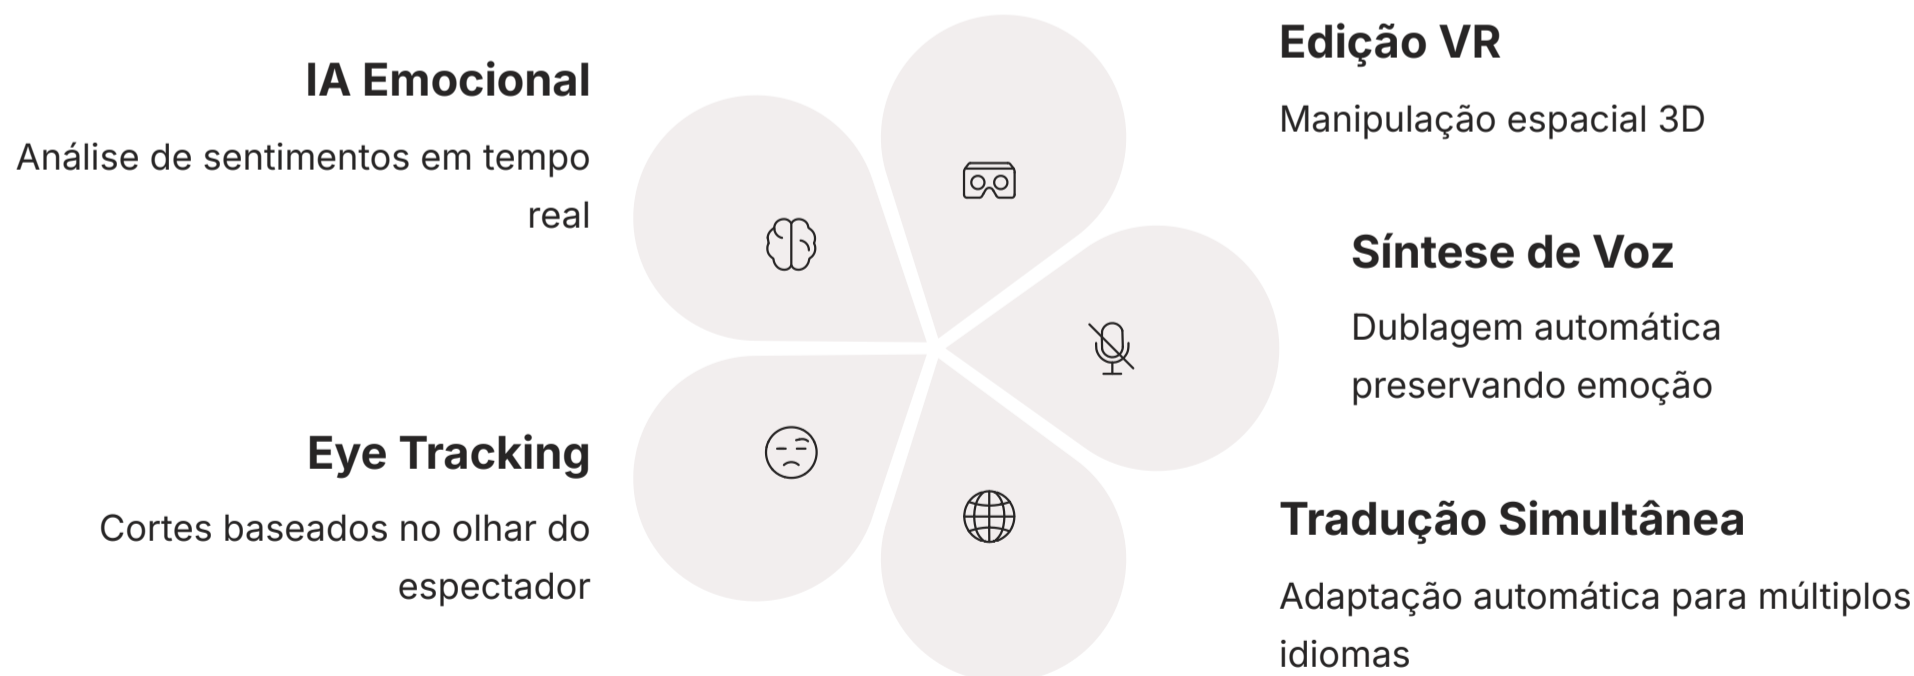 IA Emocional
Análise de sentimentos em tempo
real
Edição VR
Manipulação espacial 3D
Síntese de Voz
Dublagem automática
preservando emoção
Eye Tracking
Cortes baseados no olhar do
espectador
Tradução Simultânea
Adaptação automática para múltiplos
idiomas